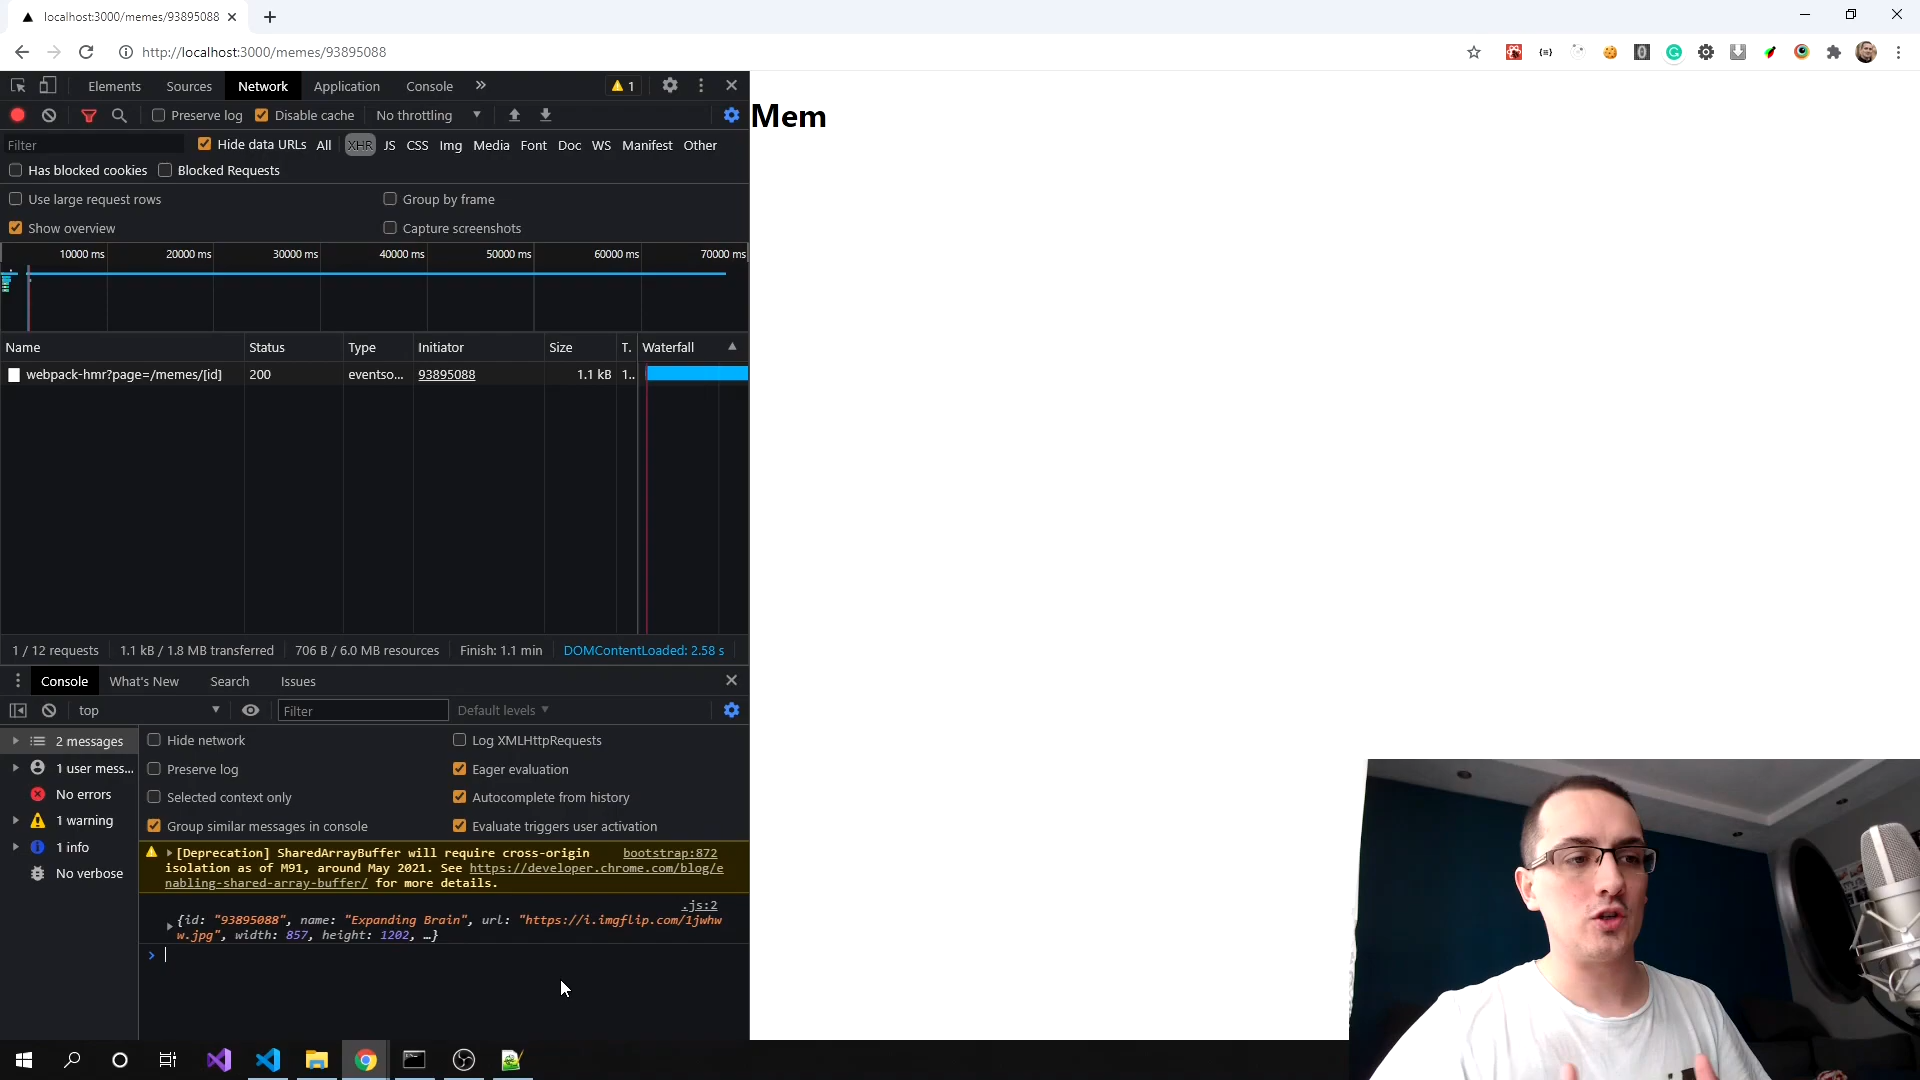 localhost:3000/memes/93895088
http://localhost:3000/memes/93895088
Elements Sources Network Application Console 1
Preserve log Disable cache No throttling
Filter Hide data URLs All XHR JS CSS Img Media Font Doc WS Manifest Other
Has blocked cookies Blocked Requests
Use large request rows Group by frame
Show overview Capture screenshots
10000 ms 20000 ms 30000 ms 40000 ms 50000 ms 60000 ms 70000 ms
Name Status Type Initiator Size T. Waterfall
webpack-hmr?page=/memes/[id] 200 eventso... 93895088 1.1 kB 1..
1 / 12 requests 1.1 kB / 1.8 MB transferred 706 B / 6.0 MB resources Finish: 1.1 min DOMContentLoaded: 2.58 s
Console What's New Search Issues
top Filter Default levels
2 messages
1 user mess...
No errors
1 warning
1 info
No verbose
Hide network Log XMLHttpRequests
Preserve log Eager evaluation
Selected context only Autocomplete from history
Group similar messages in console Evaluate triggers user activation
[Deprecation] SharedArrayBuffer will require cross-origin bootstrap:872
isolation as of M91, around May 2021. See https://developer.chrome.com/blog/e
nabling-shared-array-buffer/ for more details.
.js:2
{id: "93895088", name: "Expanding Brain", url: "https://i.imgflip.com/1jwhw
w.jpg", width: 857, height: 1202, …}
Mem